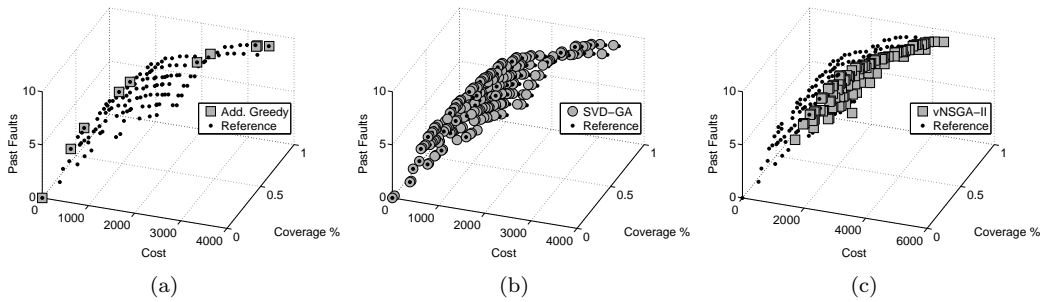 10
5
0
Past Faults
0
1000
2000
3000
4000
Cost
0
0.5
1
Coverage %
Add. Greedy
Reference
(a)
10
5
0
Past Faults
0
1000
2000
3000
4000
Cost
0
0.5
1
Coverage %
SVD−GA
Reference
(b)
10
5
0
Past Faults
0
2000
4000
6000
Cost
0
0.5
1
Coverage %
vNSGA−II
Reference
(c)